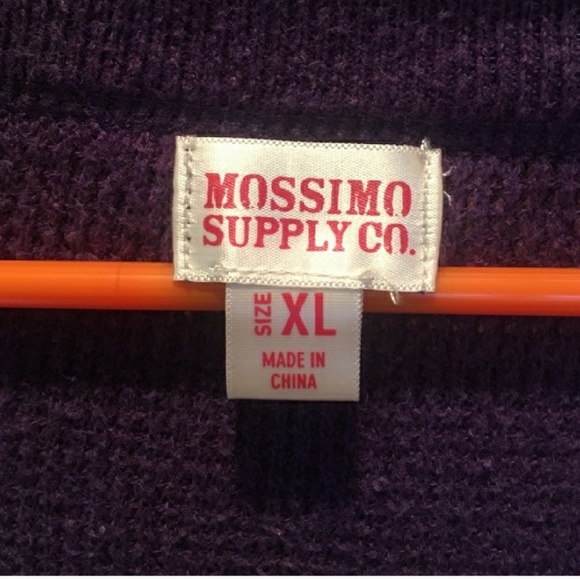 MOSSIMO
SUPPLY CO.
SIZE XL
MADE IN
CHINA